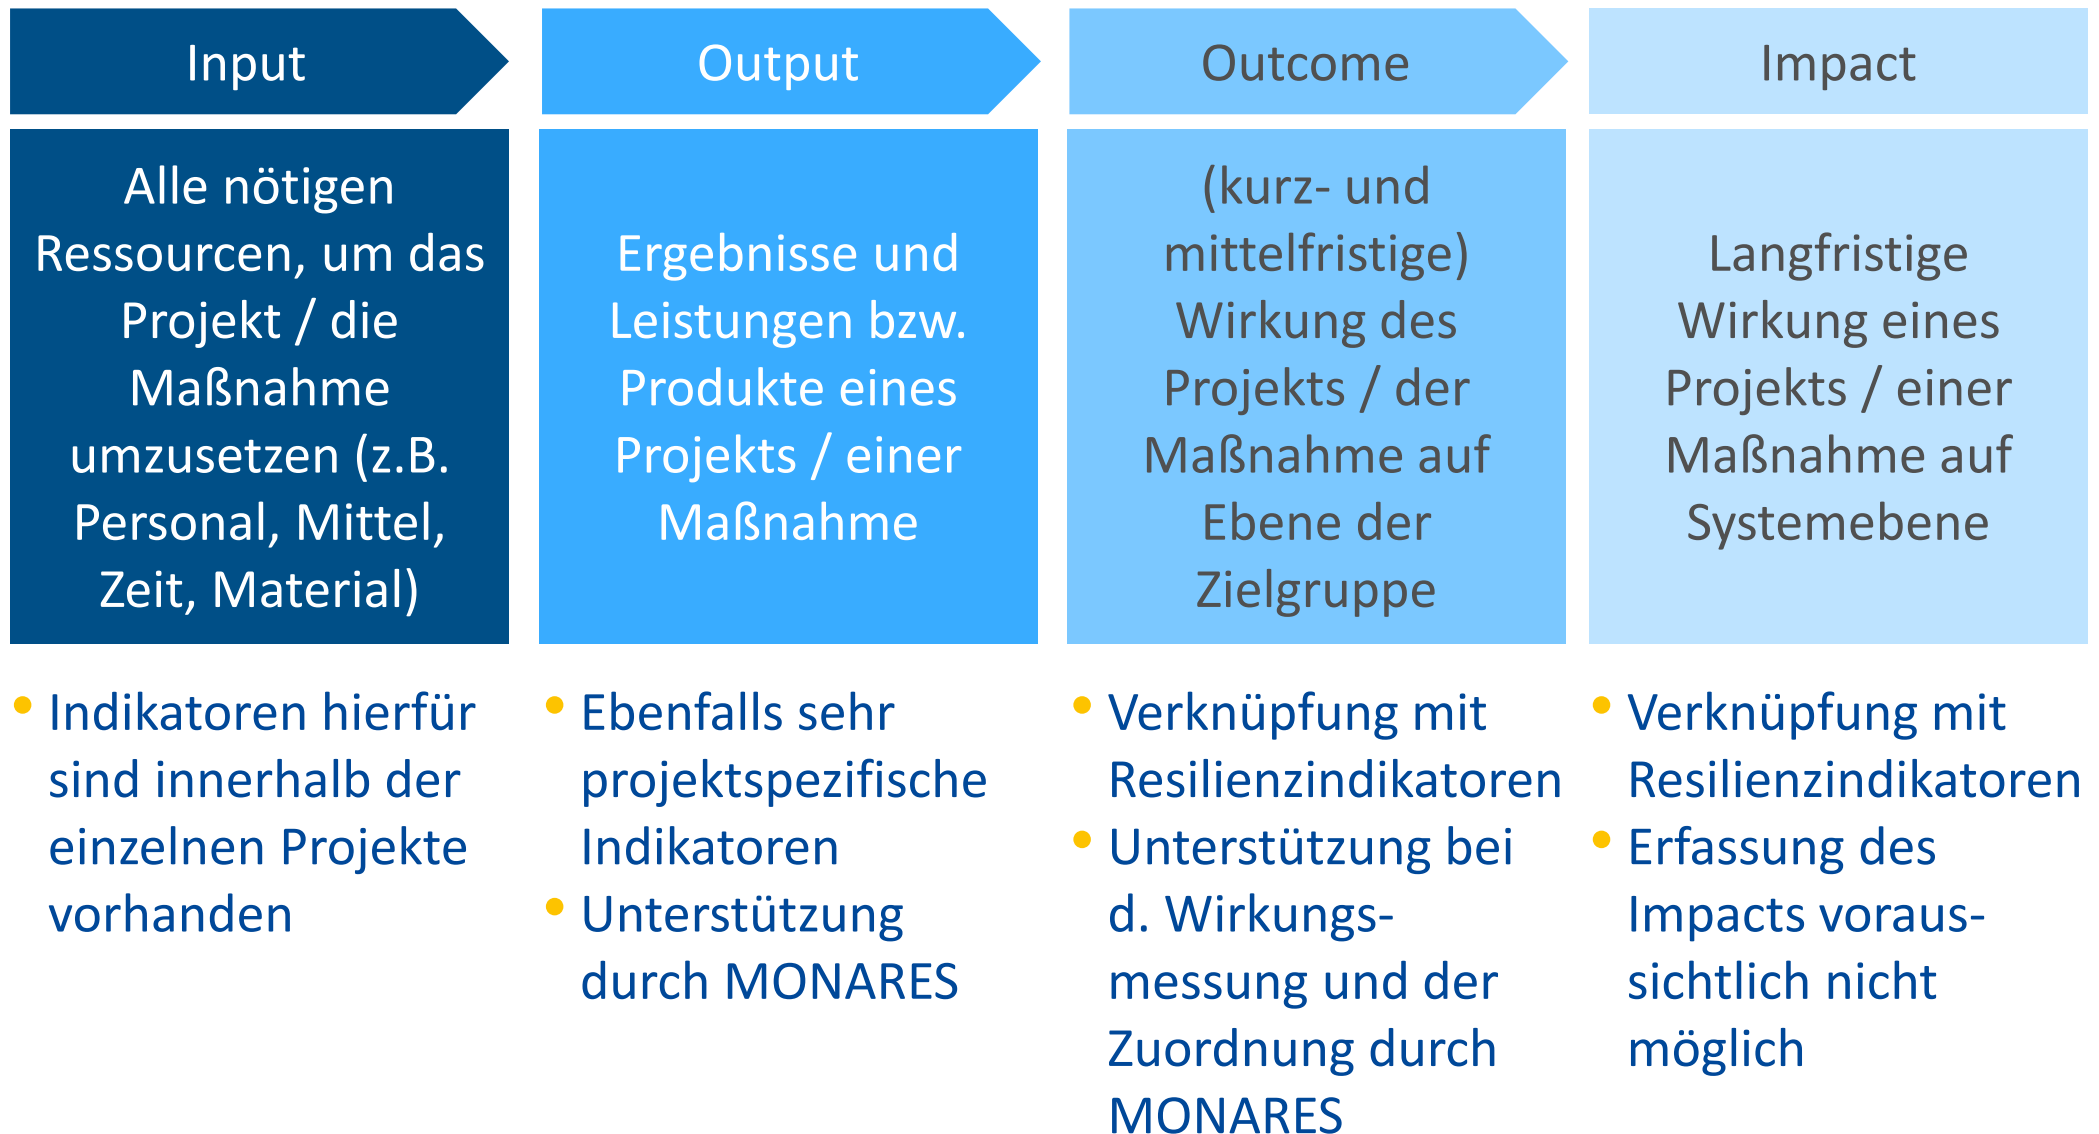 Input
Output
Outcome
Impact
Alle nötigen
Ressourcen, um das
Projekt / die
Maßnahme
umzusetzen (z.B.
Personal, Mittel,
Zeit, Material)
Ergebnisse und
Leistungen bzw.
Produkte eines
Projekts / einer
Maßnahme
(kurz- und
mittelfristige)
Wirkung des
Projekts / der
Maßnahme auf
Ebene der
Zielgruppe
Langfristige
Wirkung eines
Projekts / einer
Maßnahme auf
Systemebene
• Indikatoren hierfür
sind innerhalb der
einzelnen Projekte
vorhanden
• Ebenfalls sehr
projektspezifische
Indikatoren
• Unterstützung
durch MONARES
• Verknüpfung mit
Resilienzindikatoren
• Unterstützung bei
d. Wirkungs-
messung und der
Zuordnung durch
MONARES
• Verknüpfung mit
Resilienzindikatoren
• Erfassung des
Impacts voraus-
sichtlich nicht
möglich